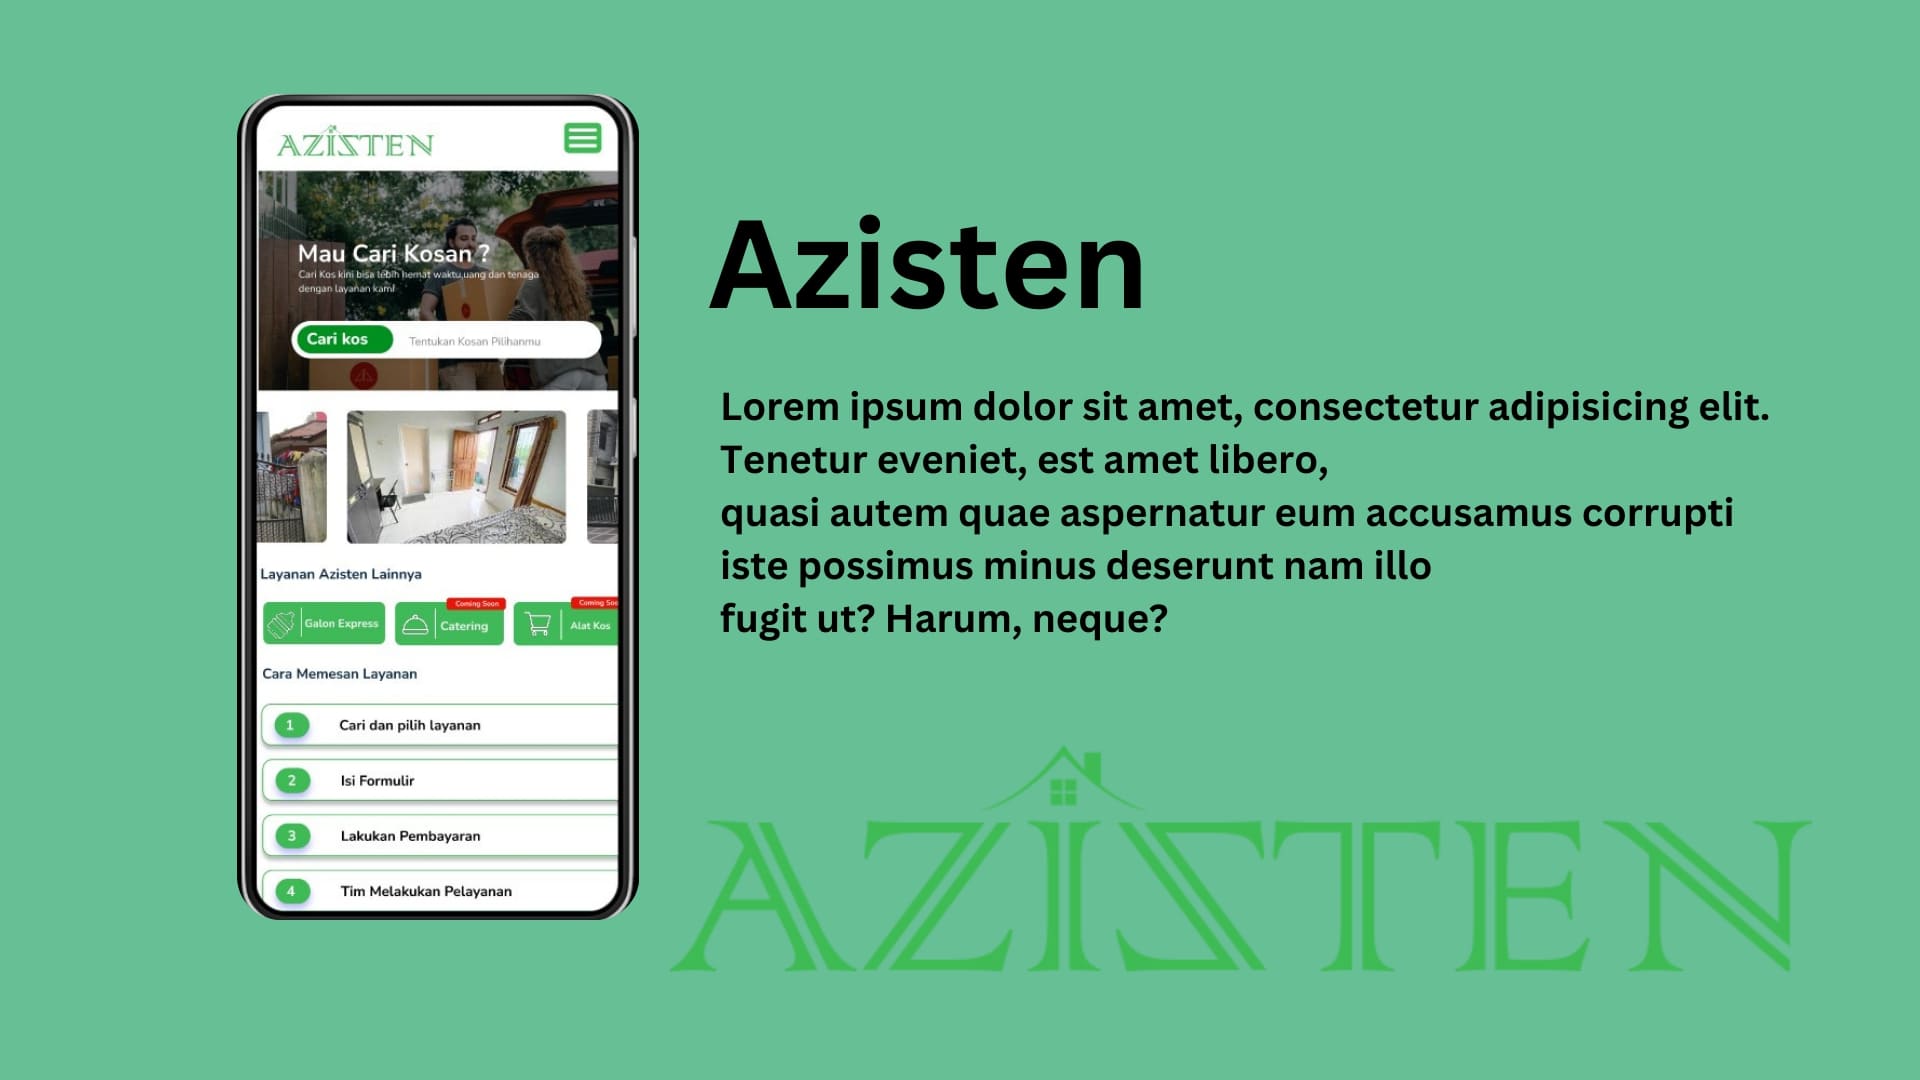 AZISTEN
Mau Cari Kosan ?
Cari Kos kini bisa lebih hemat waktu,uang dan tenaga
dengan layanan kami!
Cari kos
Tentukan Kosan Pilihanmu
Layanan Azisten Lainnya
Galon Express
Coming Soon
Catering
Coming Soo
Alat Kos
Cara Memesan Layanan
1 Cari dan pilih layanan
2 Isi Formulir
3 Lakukan Pembayaran
4 Tim Melakukan Pelayanan
Azisten
Lorem ipsum dolor sit amet, consectetur adipisicing elit.
Tenetur eveniet, est amet libero,
quasi autem quae aspernatur eum accusamus corrupti
iste possimus minus deserunt nam illo
fugit ut? Harum, neque?
AZISTEN